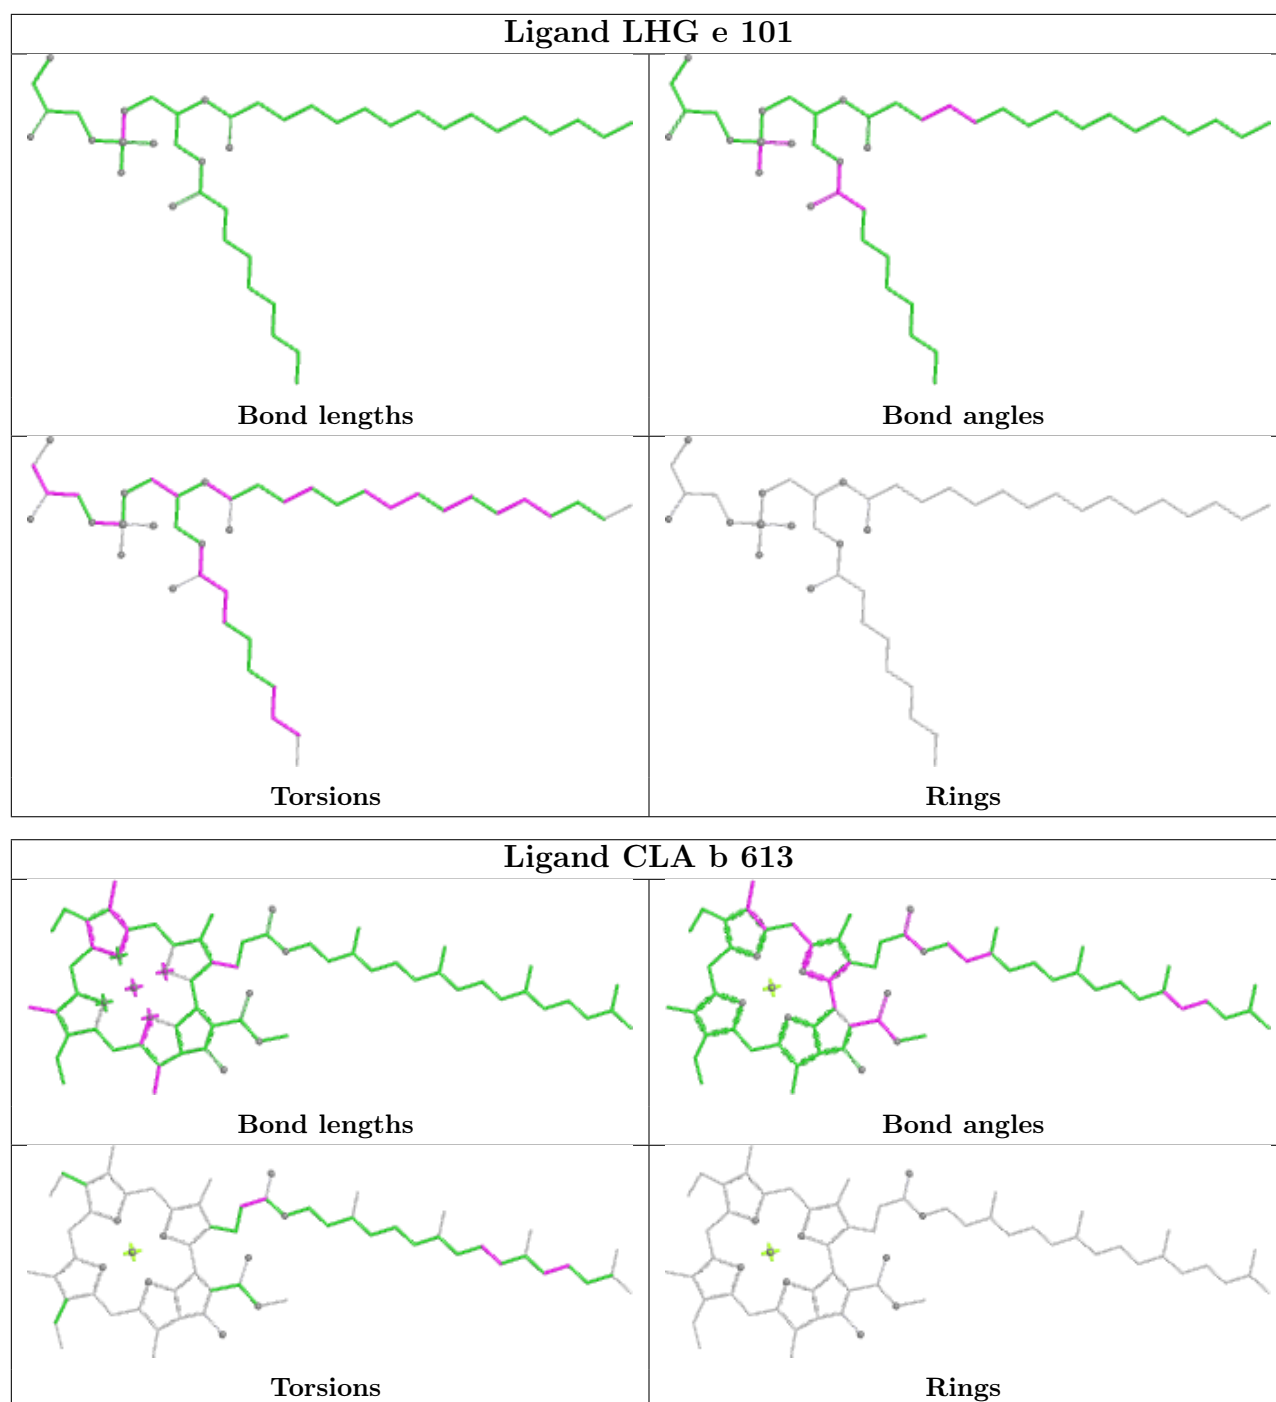 Ligand LHG e 101
Bond lengths
Bond angles
Torsions
Rings
Ligand CLA b 613
Bond lengths
Bond angles
Torsions
Rings